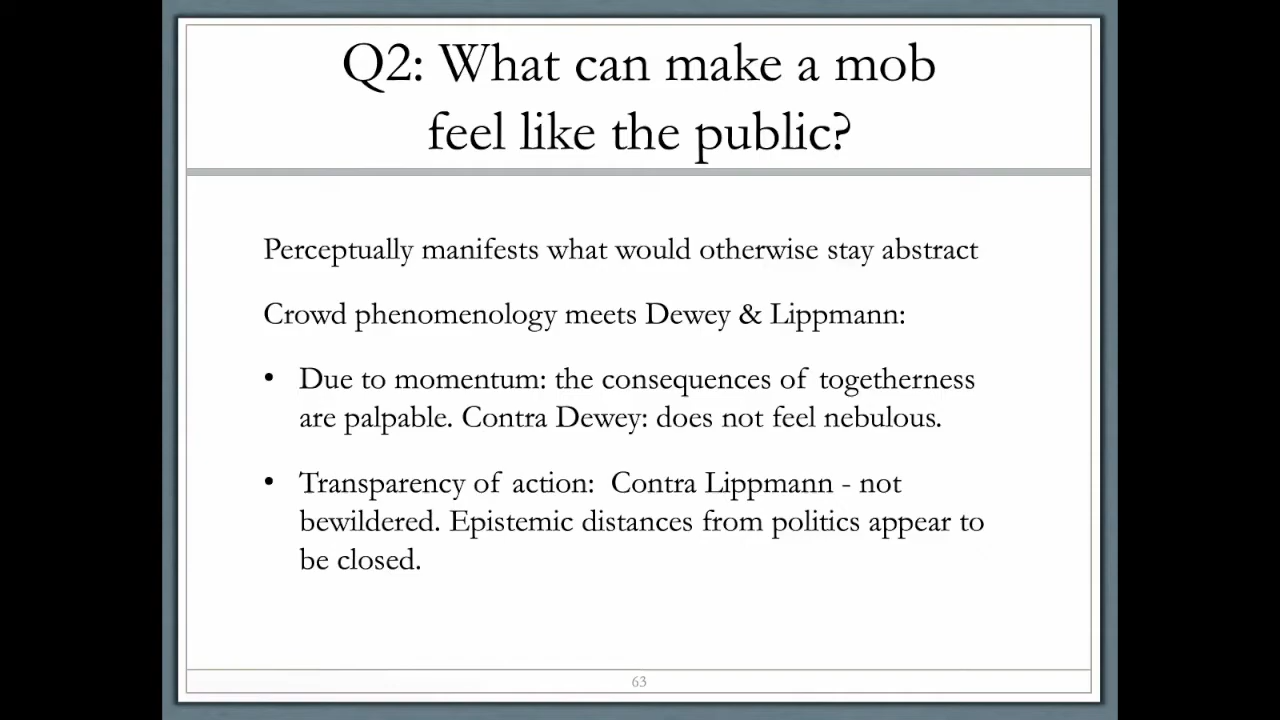 Q2: What can make a mob
feel like the public?
Perceptually manifests what would otherwise stay abstract
Crowd phenomenology meets Dewey & Lippmann:
• Due to momentum: the consequences of togetherness
are palpable. Contra Dewey: does not feel nebulous.
• Transparency of action:  Contra Lippmann - not
bewildered. Epistemic distances from politics appear to
be closed.
63